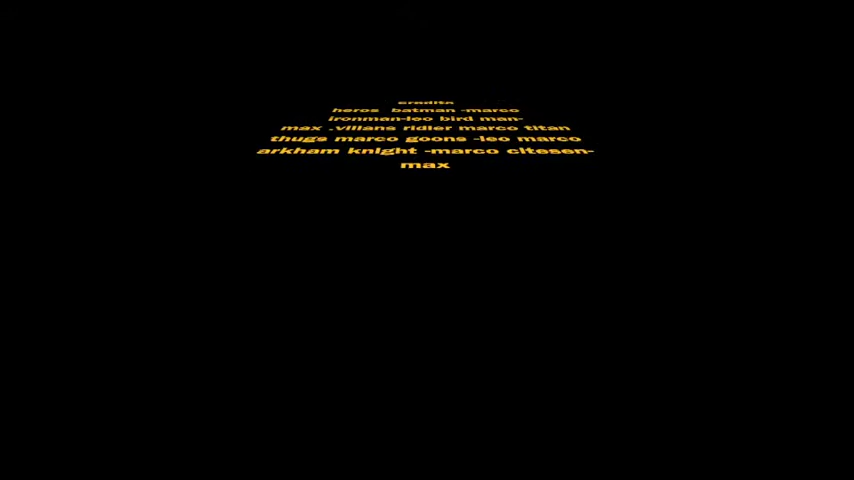 credits
heros batman -marco
ironman-leo bird man-
max .villans ridler marco titan
thugs marco goons -leo marco
arkham knight -marco citesen-
max